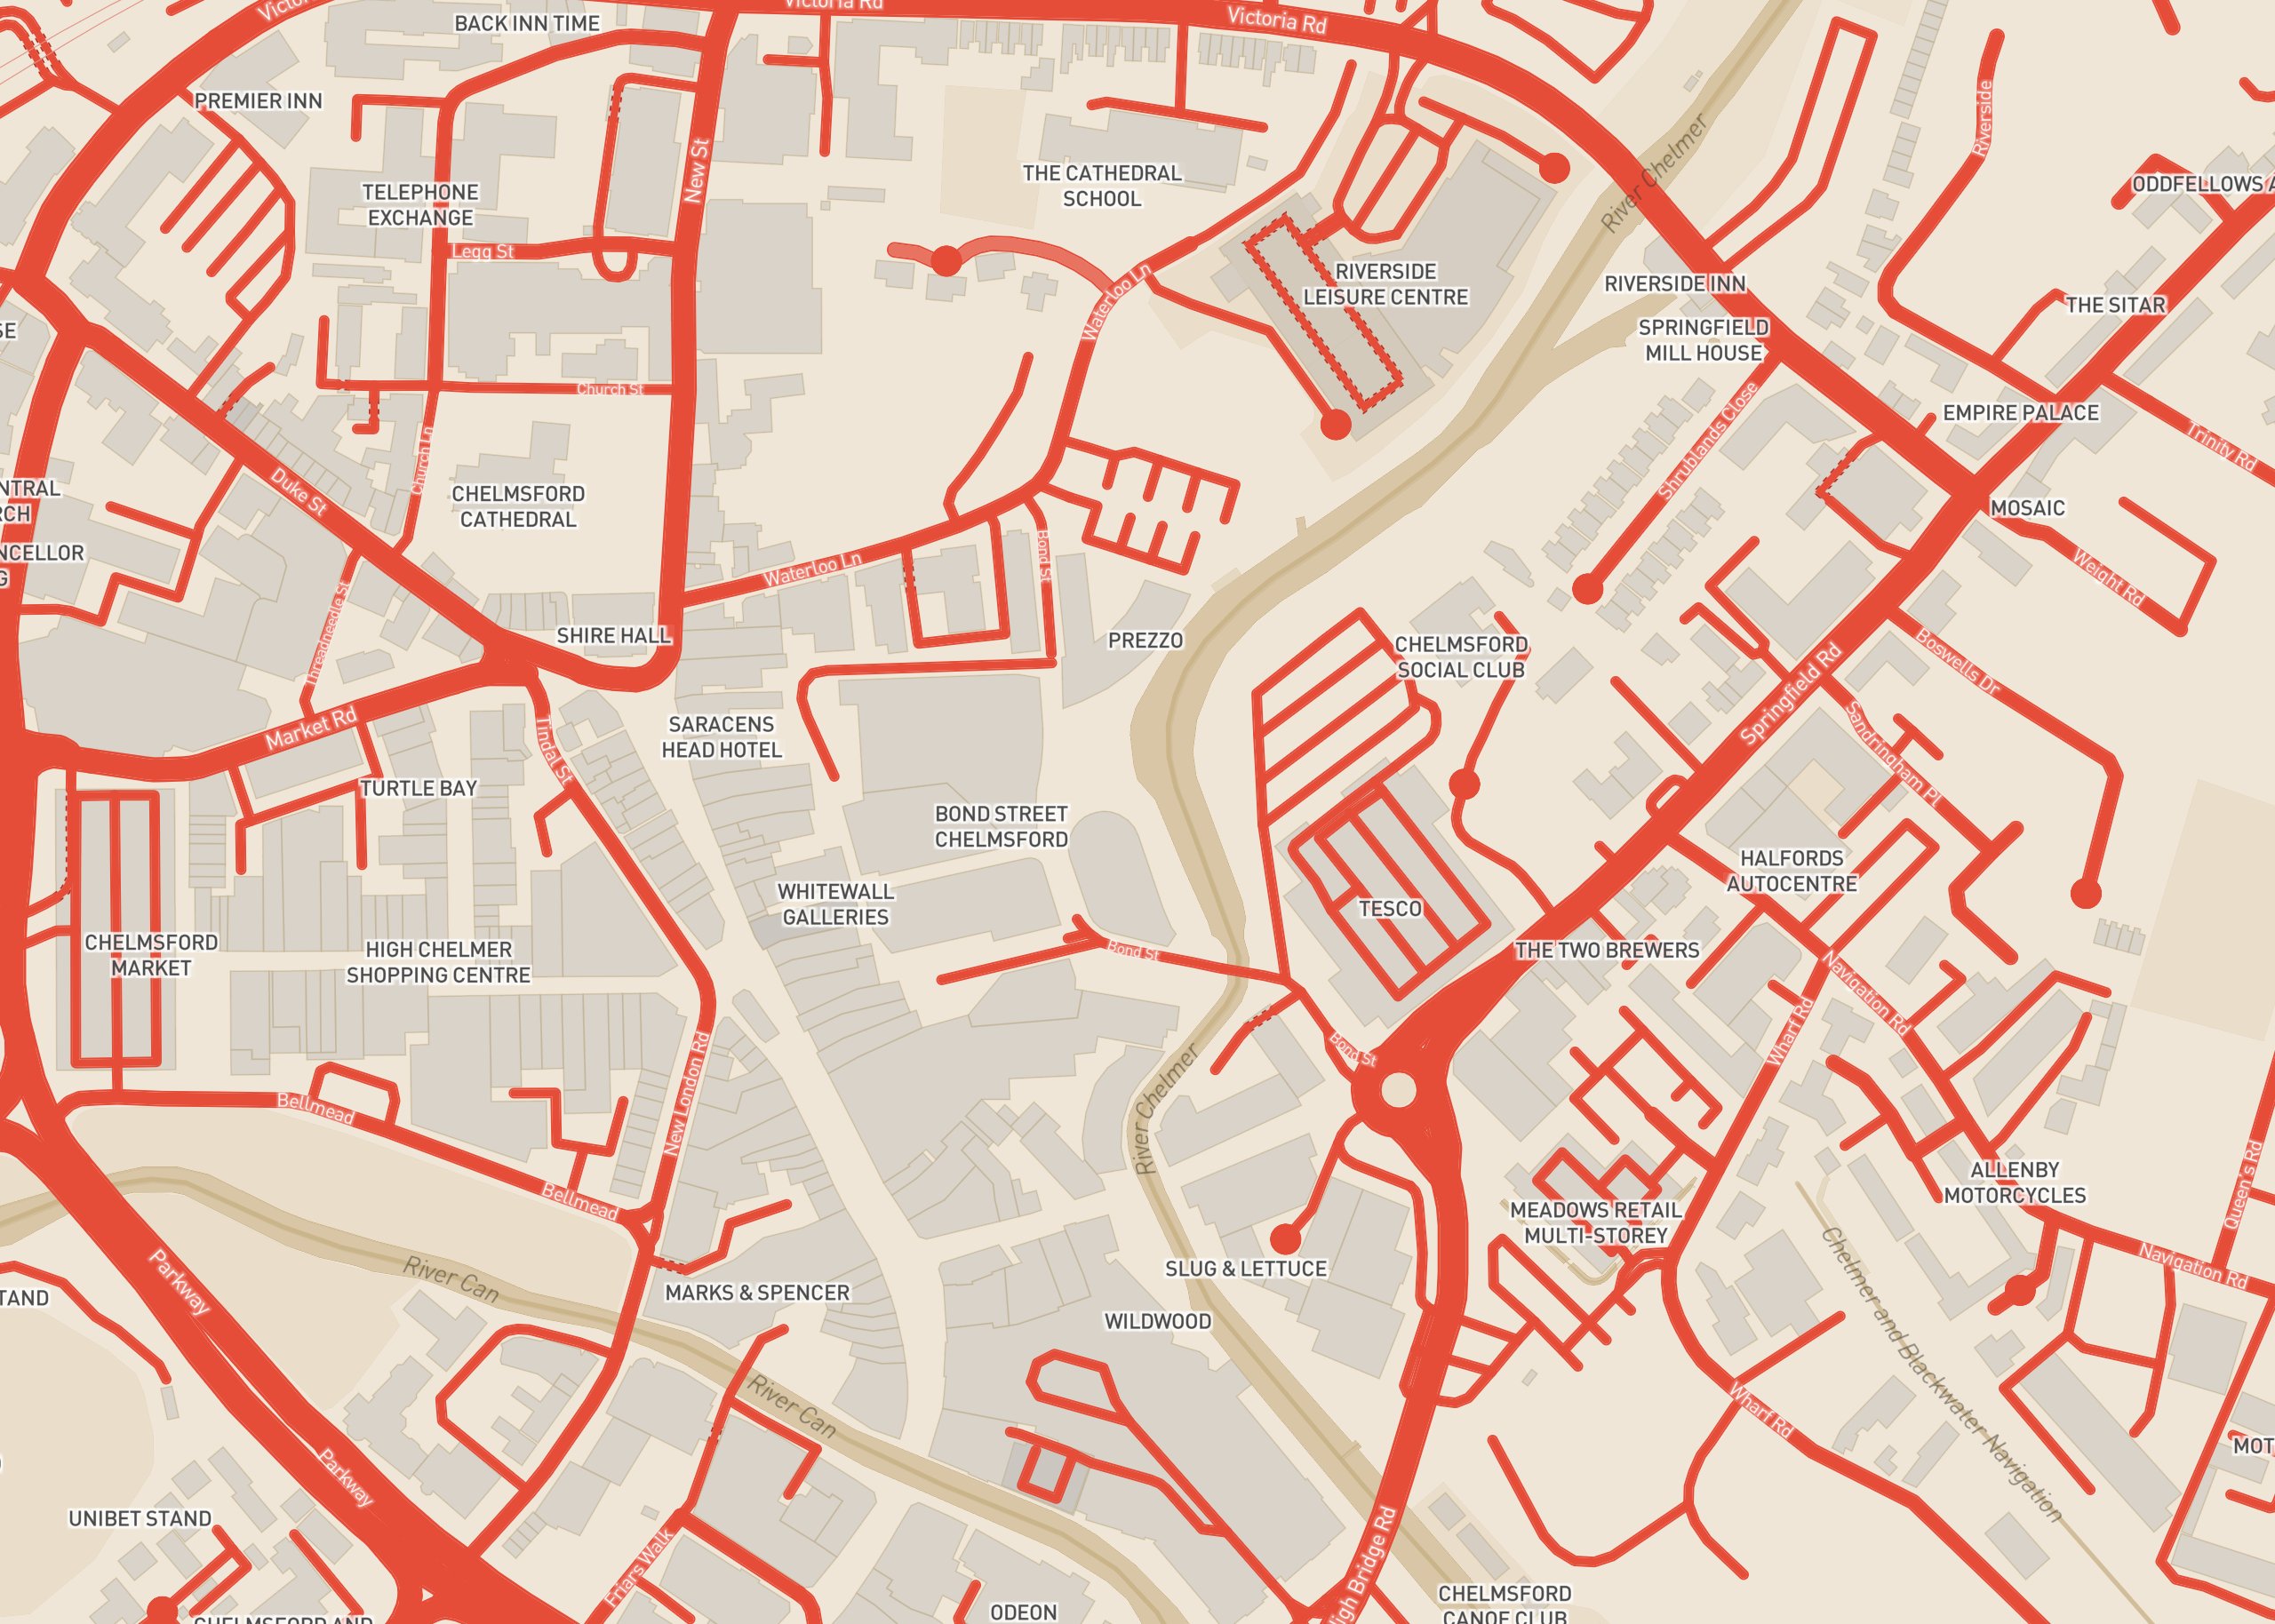 Victoria Rd
Victoria Rd
BACK INN TIME
PREMIER INN
Riverside
New St
River Chelmer
THE CATHEDRAL
SCHOOL
ODDFELLOWS A
TELEPHONE
EXCHANGE
Legg St
RIVERSIDE
LEISURE CENTRE
RIVERSIDE INN
Waterloo Ln
THE SITAR
SPRINGFIELD
MILL HOUSE
SE
Church St
EMPIRE PALACE
Shrublands Close
Trinity Rd
Church Ln
Duke St
NTRAL
RCH
CHELMSFORD
CATHEDRAL
MOSAIC
NCELLOR
G
Bond St
Waterloo Ln
Weight Rd
Threadneedle St
SHIRE HALL
PREZZO
CHELMSFORD
SOCIAL CLUB
Boswells Dr
Springfield Rd
Market Rd
Tindal St
SARACENS
HEAD HOTEL
Sandringham Pl
TURTLE BAY
BOND STREET
CHELMSFORD
HALFORDS
AUTOCENTRE
WHITEWALL
GALLERIES
TESCO
CHELMSFORD
MARKET
HIGH CHELMER
SHOPPING CENTRE
Bond St
THE TWO BREWERS
Navigation Rd
Wharf Rd
Bond St
New London Rd
River Chelmer
Bellmead
Bellmead
ALLENBY
MOTORCYCLES
Queen's Rd
MEADOWS RETAIL
MULTI-STOREY
Parkway
River Can
SLUG & LETTUCE
Navigation Rd
TAND
MARKS & SPENCER
WILDWOOD
Chelmer and Blackwater Navigation
River Can
Wharf Rd
Parkway
MOT
UNIBET STAND
Friars Walk
High Bridge Rd
ODEON
CHELMSFORD
CANOE CLUB
CHELMSFORD AND